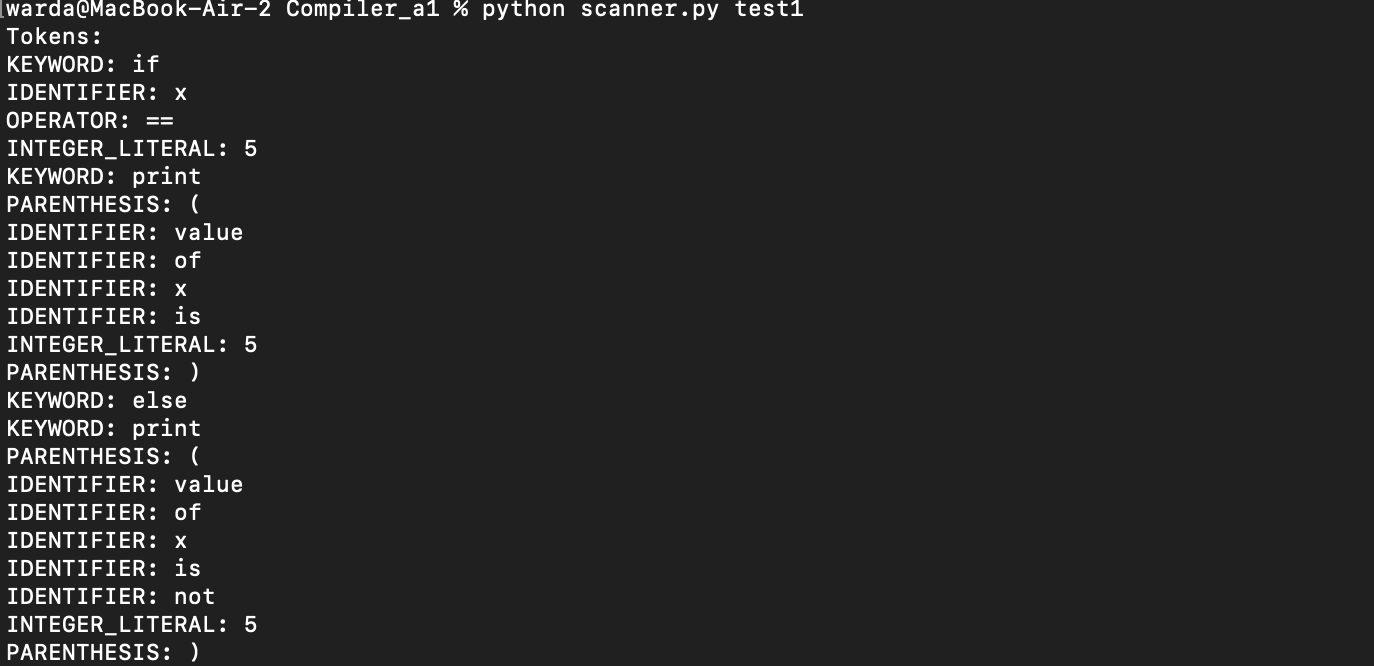 warda@MacBook-Air-2 Compiler_a1 % python scanner.py test1
Tokens:
KEYWORD: if
IDENTIFIER: x
OPERATOR: ==
INTEGER_LITERAL: 5
KEYWORD: print
PARENTHESIS: (
IDENTIFIER: value
IDENTIFIER: of
IDENTIFIER: x
IDENTIFIER: is
INTEGER_LITERAL: 5
PARENTHESIS: )
KEYWORD: else
KEYWORD: print
PARENTHESIS: (
IDENTIFIER: value
IDENTIFIER: of
IDENTIFIER: x
IDENTIFIER: is
IDENTIFIER: not
INTEGER_LITERAL: 5
PARENTHESIS: )